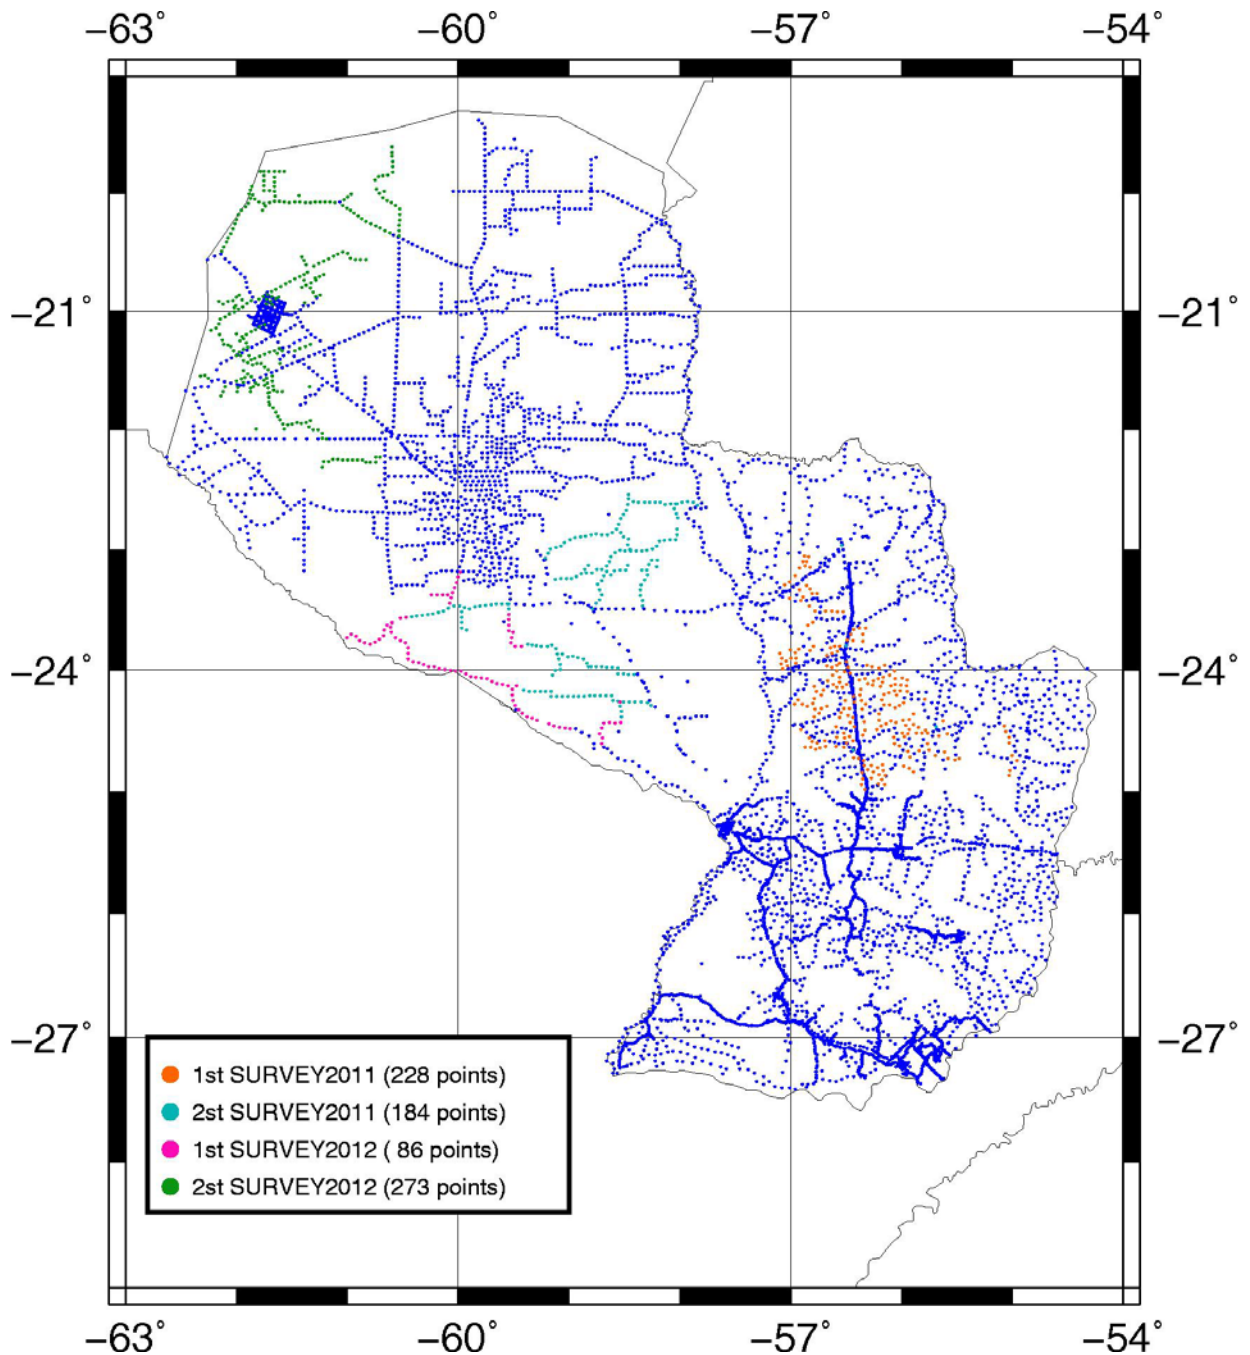 −63° −60° −57° −54°
−21° −21°
−24° −24°
−27° −27°
1st SURVEY2011 (228 points)
2st SURVEY2011 (184 points)
1st SURVEY2012 ( 86 points)
2st SURVEY2012 (273 points)
−63° −60° −57° −54°